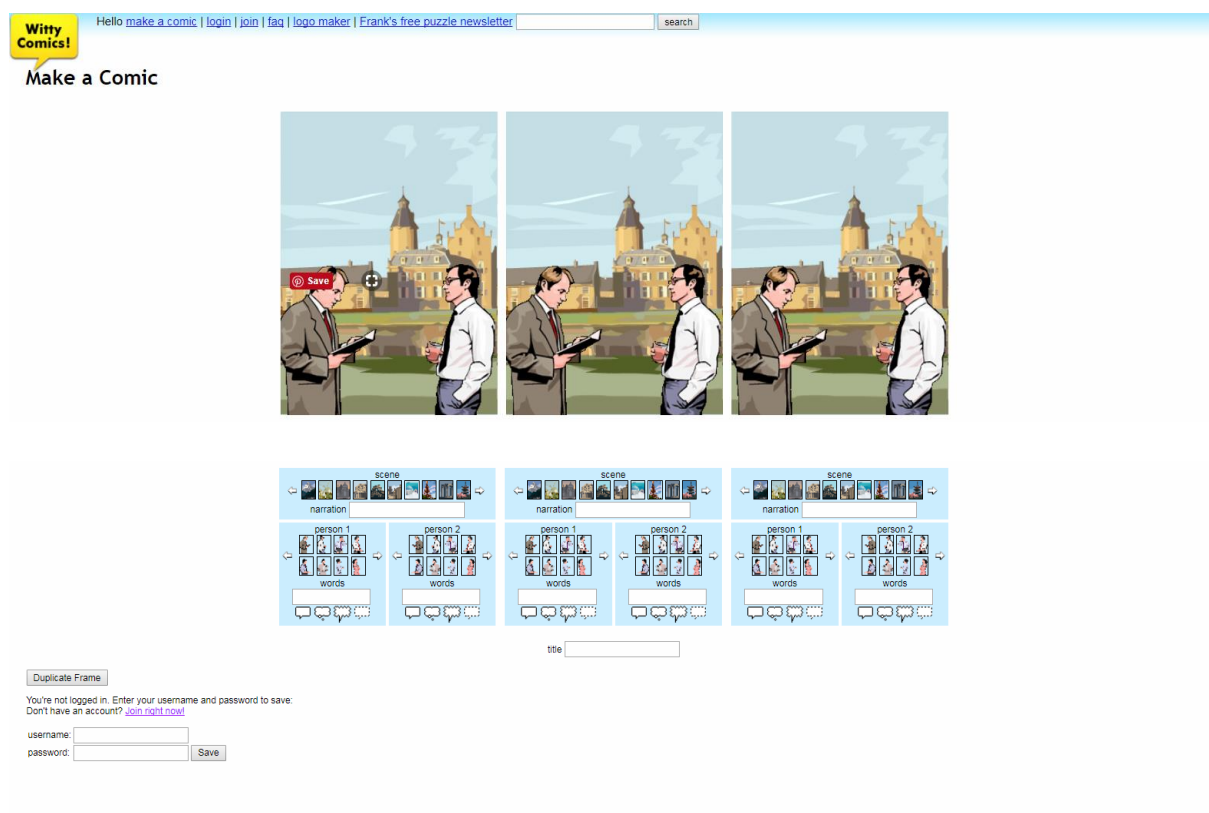 Witty
Comics!
Hello make a comic | login | join | faq | logo maker | Frank's free puzzle newsletter search
Make a Comic
Save
scene scene scene
narration narration narration
person 1 person 2 person 1 person 2 person 1 person 2
words words words words words words
title
Duplicate Frame
You're not logged in. Enter your username and password to save:
Don't have an account? Join right now!
username:
password: Save